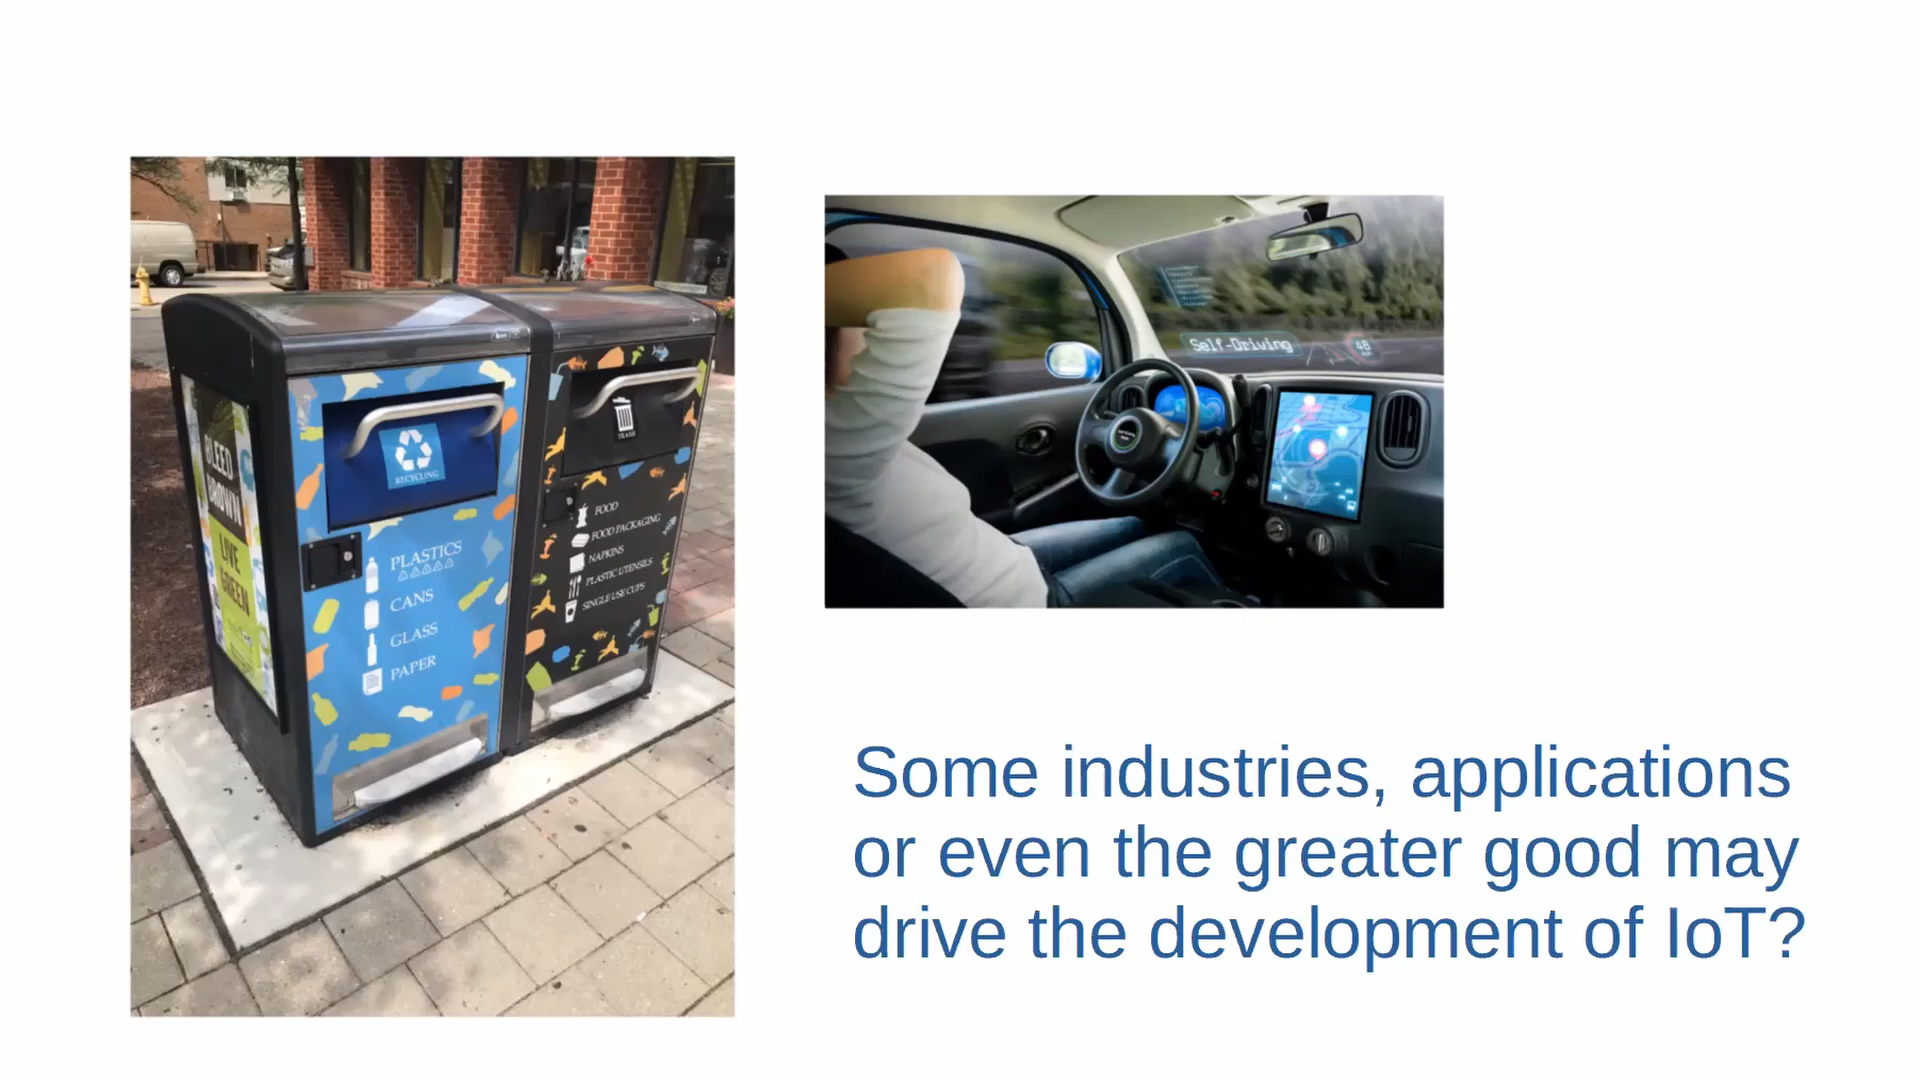 BLEED
BROWN
LIVE
GREEN
RECYCLING
PLASTICS
CANS
GLASS
PAPER
TRASH
FOOD
FOOD PACKAGING
NAPKINS
PLASTIC UTENSILS
SINGLE USE CUPS
Self-Driving
48
Some industries, applications
or even the greater good may
drive the development of IoT?